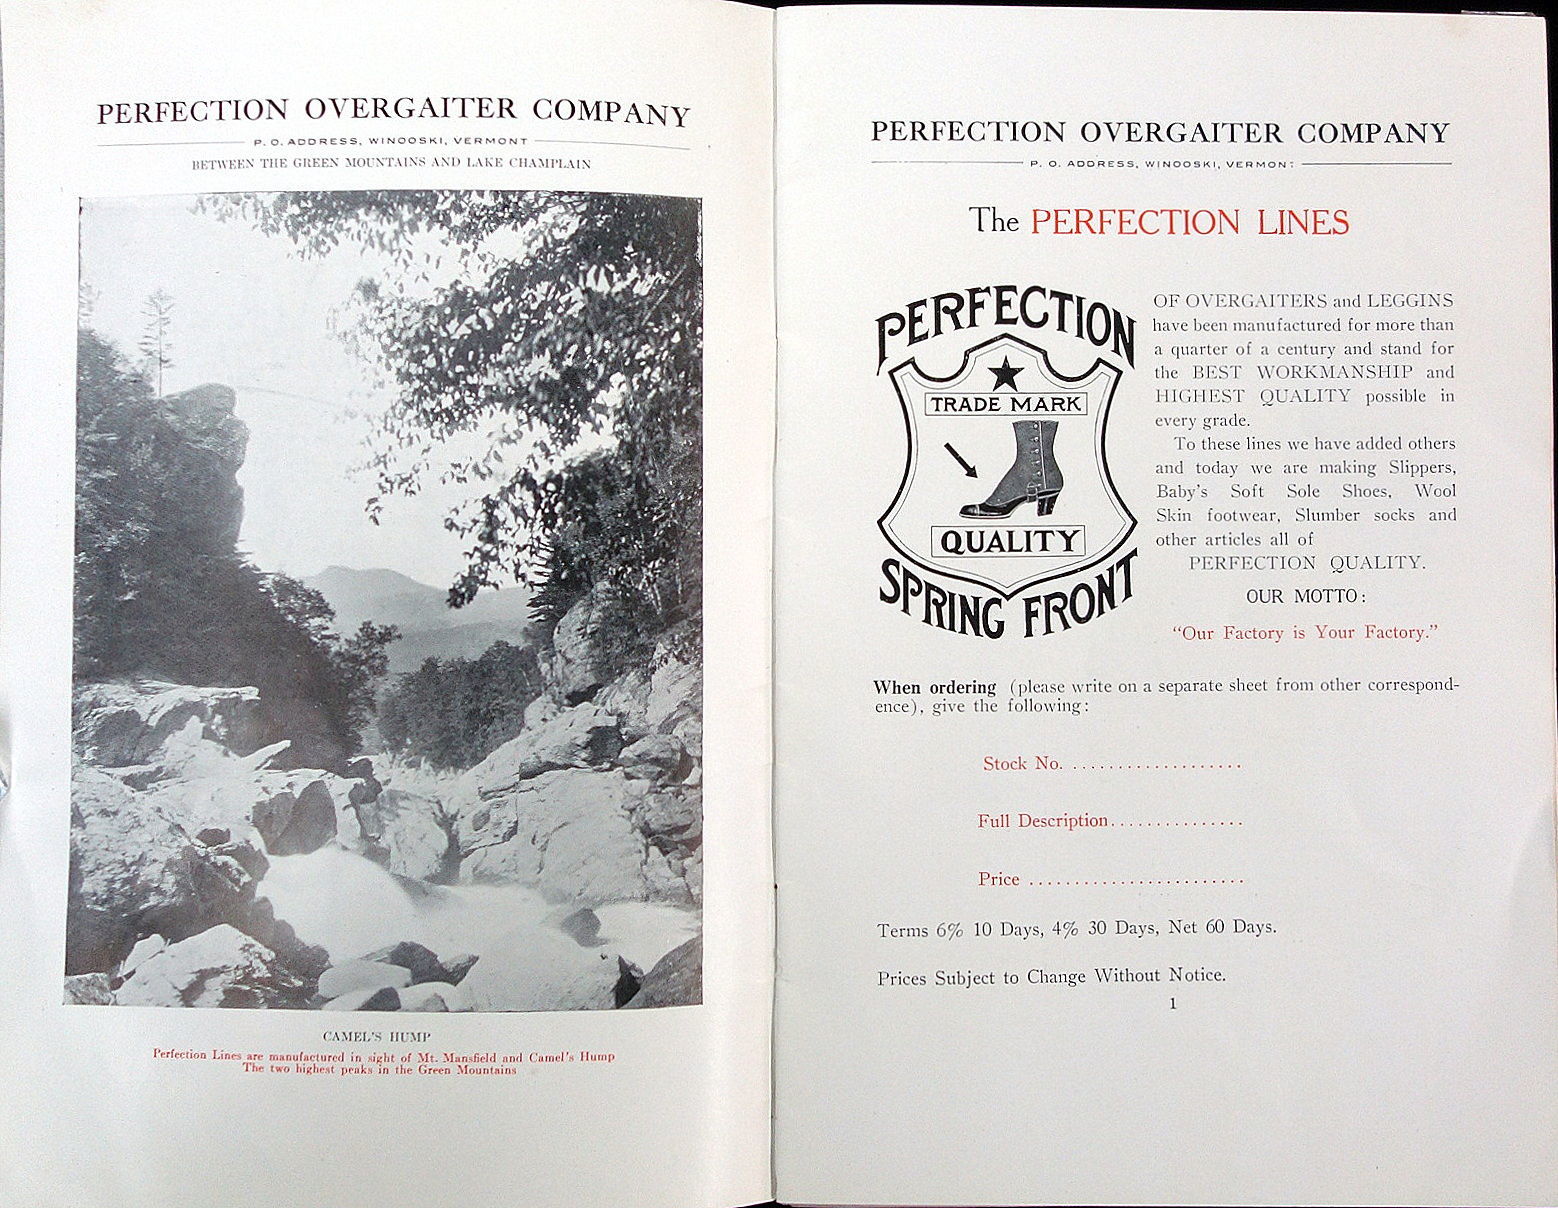 PERFECTION OVERGAITER COMPANY
P. O. ADDRESS, WINOOSKI, VERMONT
BETWEEN THE GREEN MOUNTAINS AND LAKE CHAMPLAIN
CAMEL'S HUMP
Perfection Lines are manufactured in sight of Mt. Mansfield and Camel's Hump
The two highest peaks in the Green Mountains
PERFECTION OVERGAITER COMPANY
P. O. ADDRESS, WINOOSKI, VERMONT
The PERFECTION LINES
PERFECTION
TRADE MARK
QUALITY
SPRING FRONT
OF OVERGAITERS and LEGGINS
have been manufactured for more than
a quarter of a century and stand for
the BEST WORKMANSHIP and
HIGHEST QUALITY possible in
every grade.
To these lines we have added others
and today we are making Slippers,
Baby's Soft Sole Shoes, Wool
Skin footwear, Slumber socks and
other articles all of
PERFECTION QUALITY.
OUR MOTTO:
"Our Factory is Your Factory."
When ordering (please write on a separate sheet from other correspond-
ence), give the following:
Stock No. ...................
Full Description...............
Price ........................
Terms 6% 10 Days, 4% 30 Days, Net 60 Days.
Prices Subject to Change Without Notice.
1